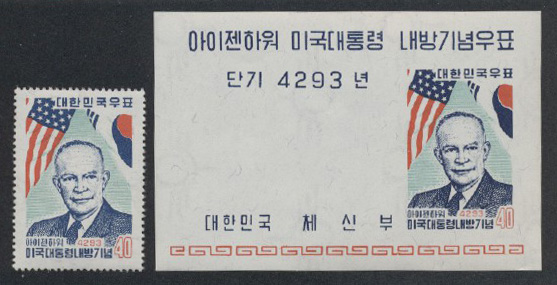 대한민국우표
아이젠하워 4293
미국대통령내방기념 40
아이젠하워 미국대통령 내방기념우표
단기 4293 년
대한민국우표
아이젠하워 4293
미국대통령내방기념 40
대한민국 체신부